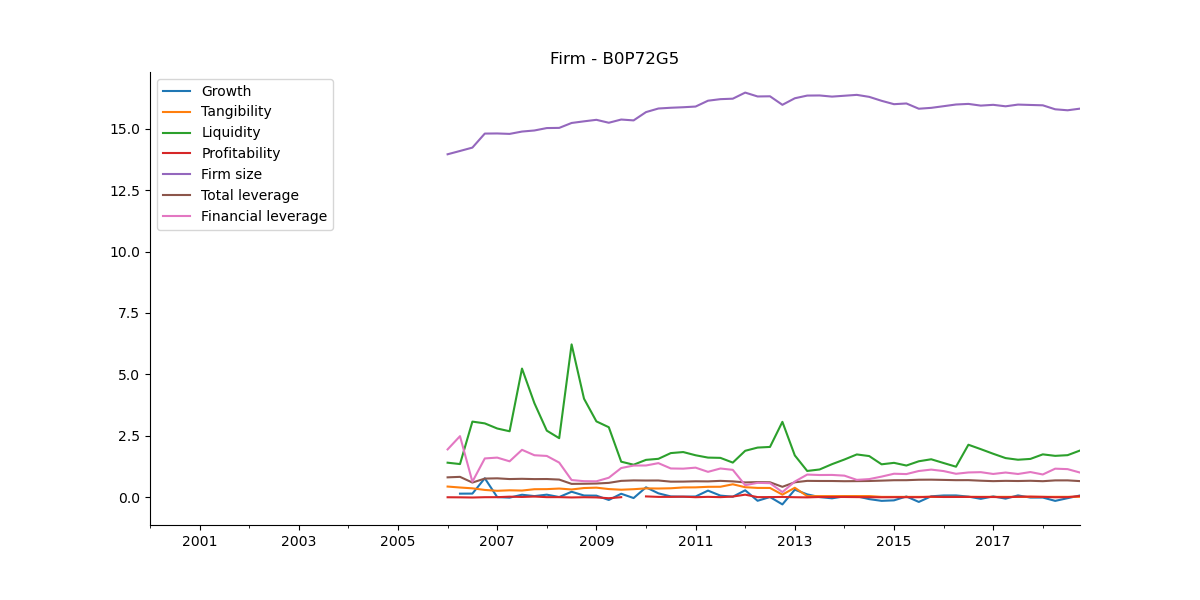 Firm - B0P72G5
Growth
Tangibility
Liquidity
Profitability
Firm size
Total leverage
Financial leverage
15.0
12.5
10.0
7.5
5.0
2.5
0.0
2001 2003 2005 2007 2009 2011 2013 2015 2017